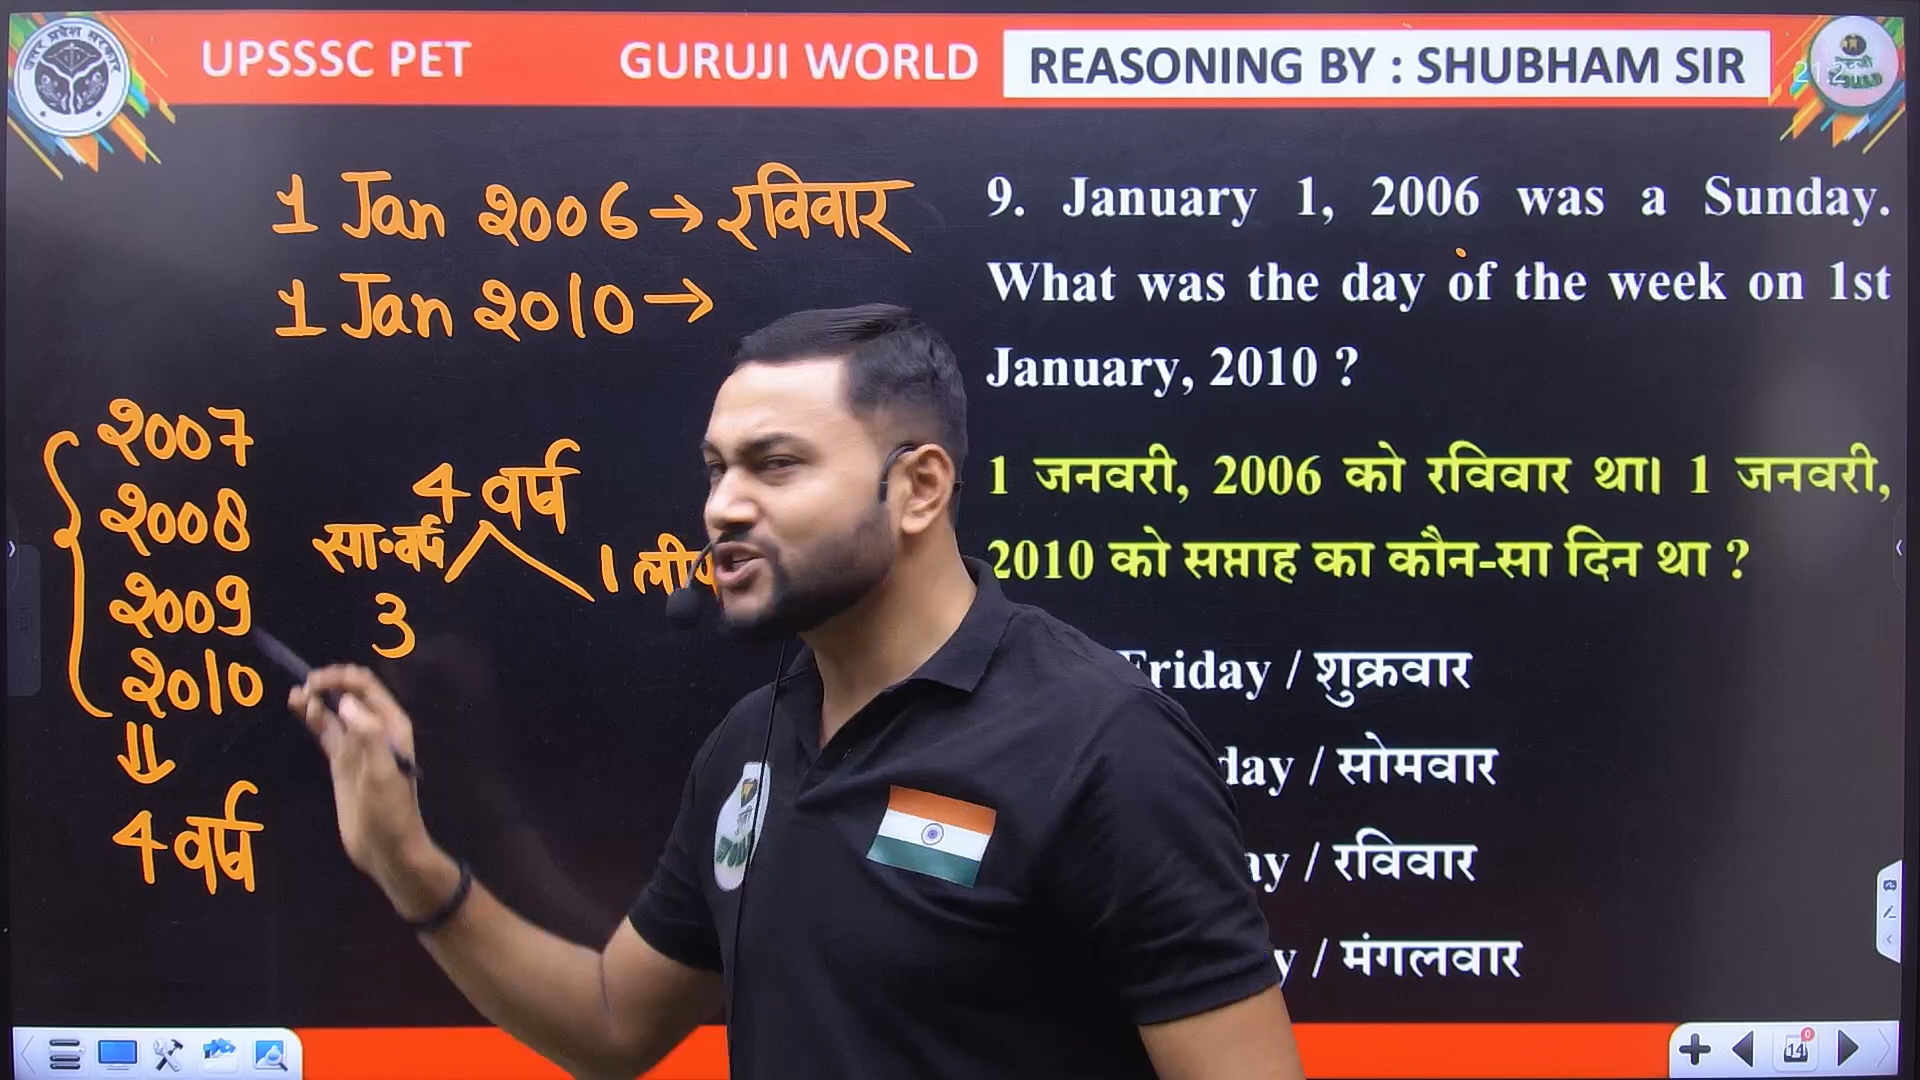 UPSSSC PET GURUJI WORLD REASONING BY : SHUBHAM SIR
1 Jan 2006 → रविवार
1 Jan 2010 →
2007
2008
2009
2010
4 वर्ष
4 वर्ष
सा॰वर्ष 1
3
9. January 1, 2006 was a Sunday.
What was the day of the week on 1st
January, 2010 ?
1 जनवरी, 2006 को रविवार था। 1 जनवरी,
2010 को सप्ताह का कौन-सा दिन था ?
Friday / शुक्रवार
/ सोमवार
/ रविवार
/ मंगलवार
14